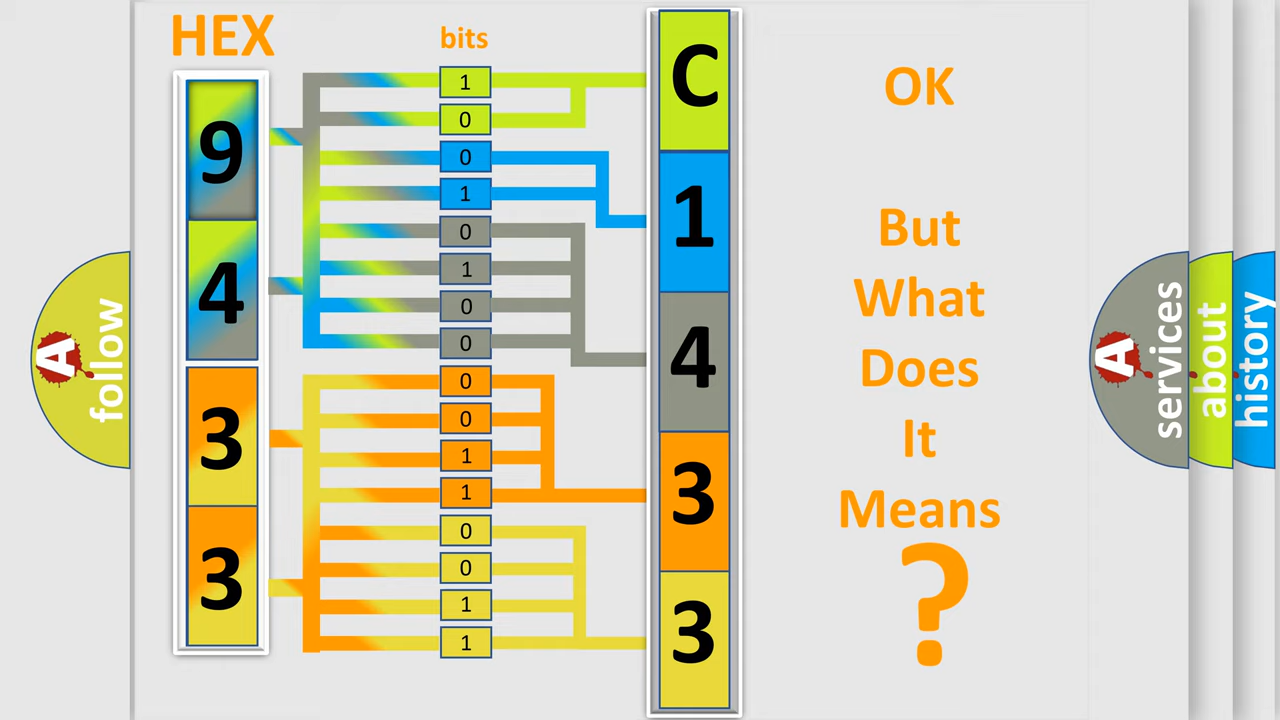 HEX
bits
9
4
3
3
1
0
0
1
0
1
0
0
0
0
1
1
0
0
1
1
C
1
4
3
3
OK
But
What
Does
It
Means
?
A
follow
A
services
about
history